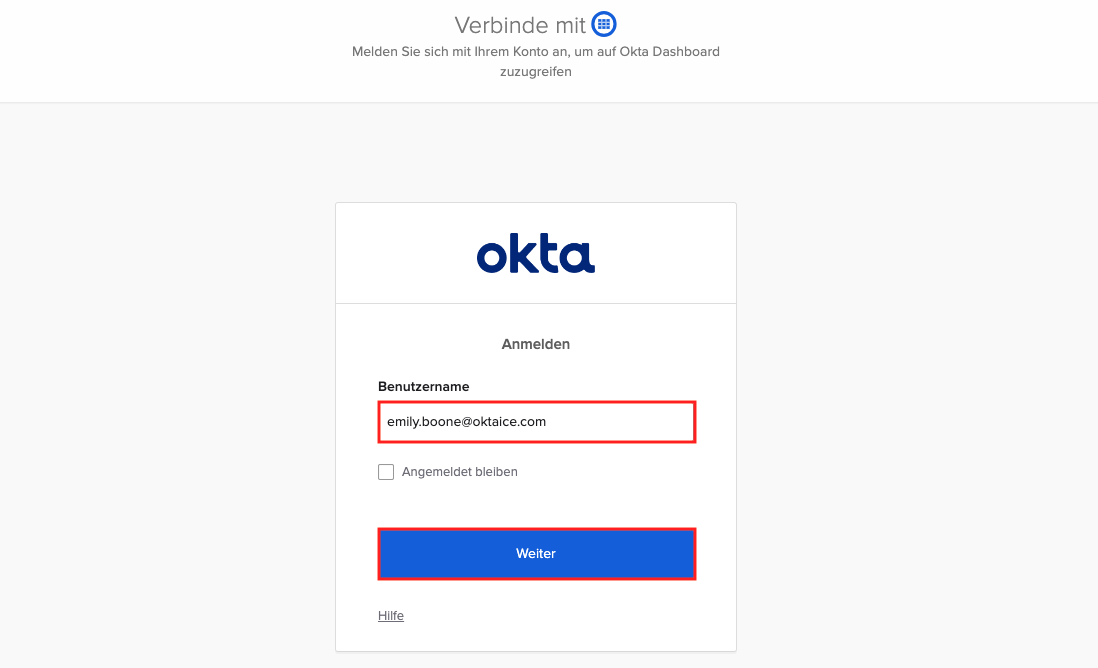 Verbinde mit
Melden Sie sich mit Ihrem Konto an, um auf Okta Dashboard
zuzugreifen
okta
Anmelden
Benutzername
emily.boone@oktaice.com
Angemeldet bleiben
Weiter
Hilfe